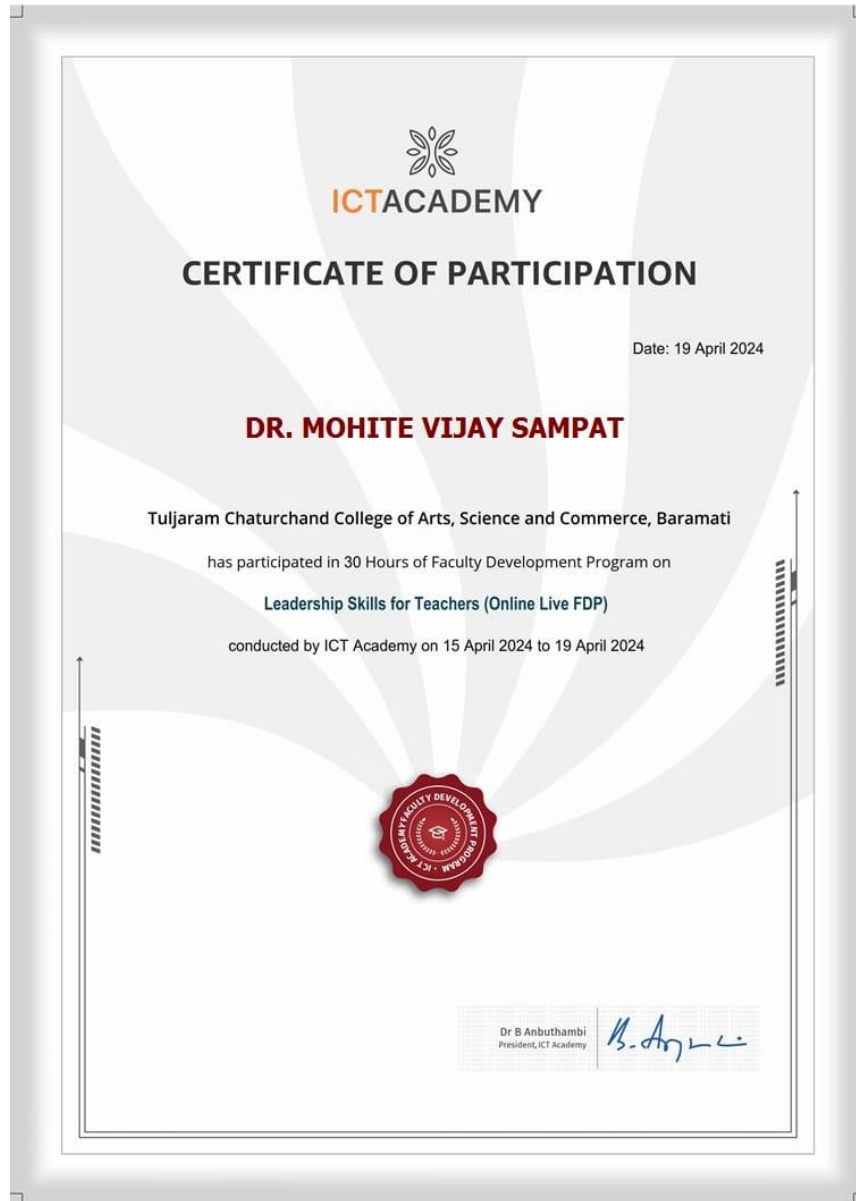 ICTACADEMY
CERTIFICATE OF PARTICIPATION
Date: 19 April 2024
DR. MOHITE VIJAY SAMPAT
Tuljaram Chaturchand College of Arts, Science and Commerce, Baramati
has participated in 30 Hours of Faculty Development Program on
Leadership Skills for Teachers (Online Live FDP)
conducted by ICT Academy on 15 April 2024 to 19 April 2024
ICT ACADEMY FACULTY DEVELOPMENT PROGRAM
Dr B Anbuthambi
President, ICT Academy